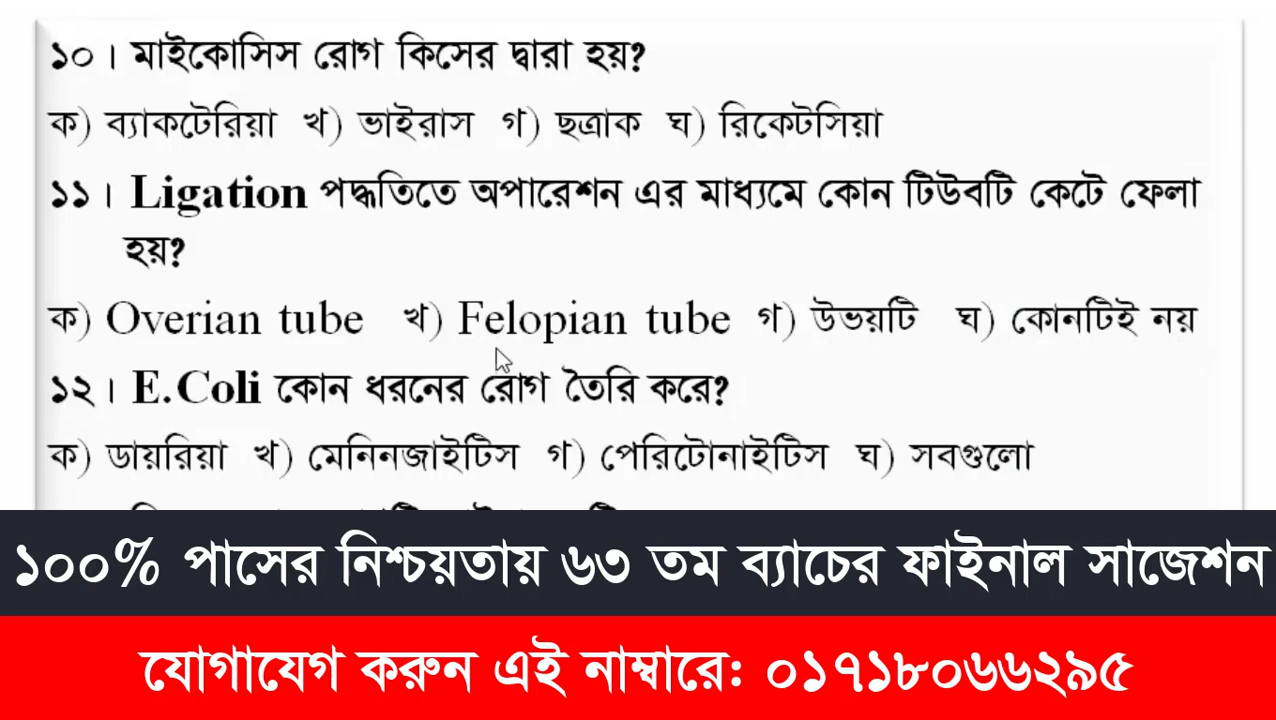 ১০। মাইকোসিস রোগ কিসের দ্বারা হয়?
ক) ব্যাকটেরিয়া খ) ভাইরাস গ) ছত্রাক ঘ) রিকেটসিয়া
১১। Ligation পদ্ধতিতে অপারেশন এর মাধ্যমে কোন টিউবটি কেটে ফেলা
হয়?
ক) Overian tube খ) Felopian tube গ) উভয়টি ঘ) কোনটিই নয়
১২। E.Coli কোন ধরনের রোগ তৈরি করে?
ক) ডায়রিয়া খ) মেনিনজাইটিস গ) পেরিটোনাইটিস ঘ) সবগুলো
১০০% পাসের নিশ্চয়তায় ৬৩ তম ব্যাচের ফাইনাল সাজেশন
যোগাযেগ করুন এই নাম্বারে: ০১৭১৮০৬৬২৯৫